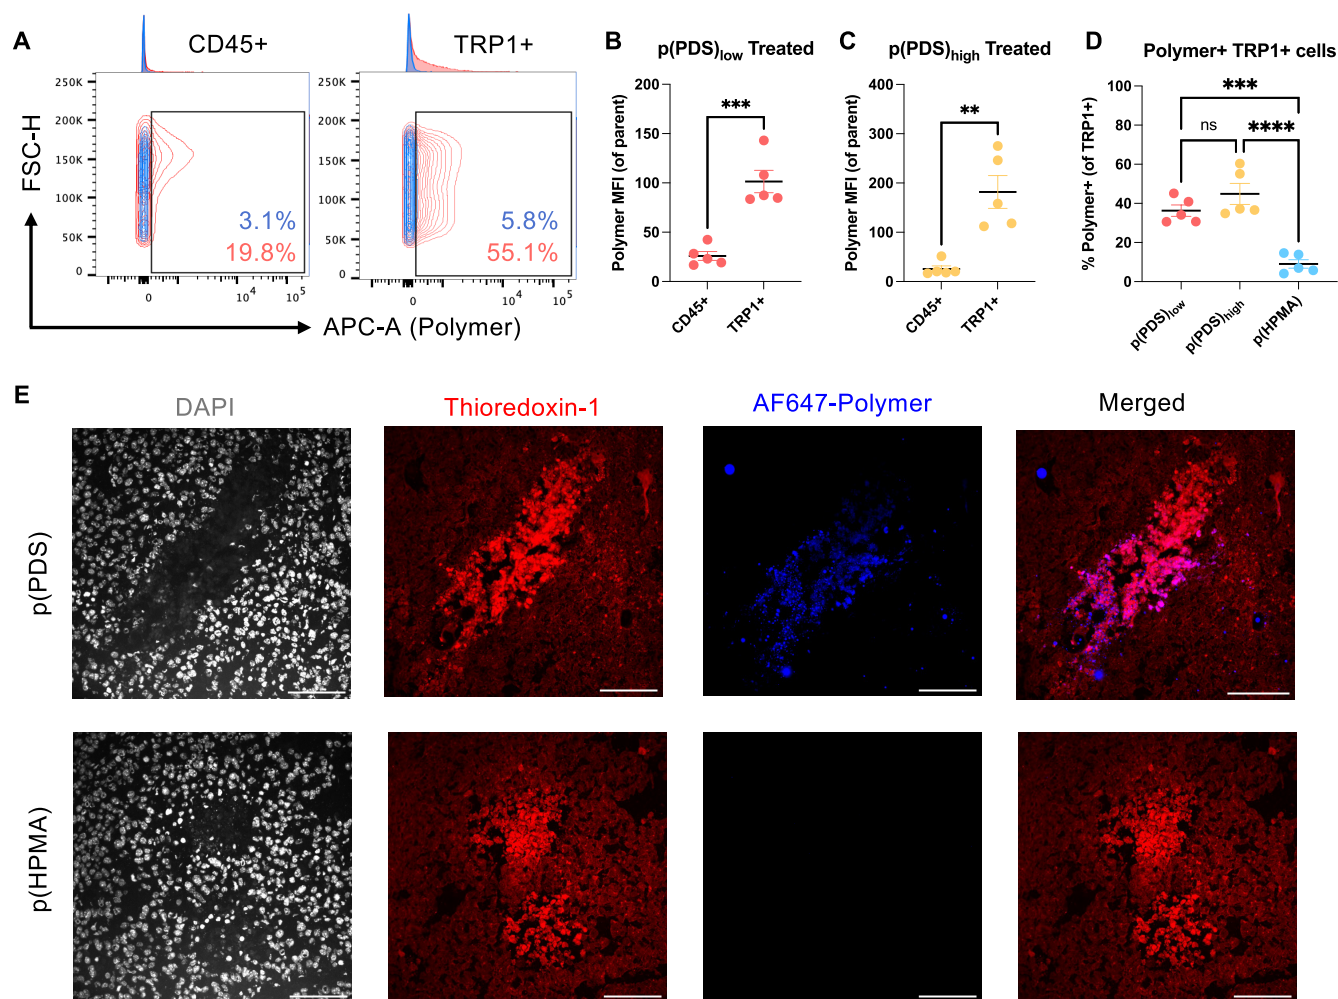 A
CD45+
TRP1+
FSC-H
250K
200K
150K
100K
50K
0
3.1%
19.8%
0
10^4
10^5
250K
200K
150K
100K
50K
0
5.8%
55.1%
0
10^4
10^5
APC-A (Polymer)
B
p(PDS)low Treated
Polymer MFI (of parent)
200
150
100
50
0
***
CD45+
TRP1+
C
p(PDS)high Treated
Polymer MFI (of parent)
400
300
200
100
0
**
CD45+
TRP1+
D
Polymer+ TRP1+ cells
% Polymer+ (of TRP1+)
100
80
60
40
20
0
***
ns
****
p(PDS)low
p(PDS)high
p(HPMA)
E
DAPI
Thioredoxin-1
AF647-Polymer
Merged
p(PDS)
p(HPMA)